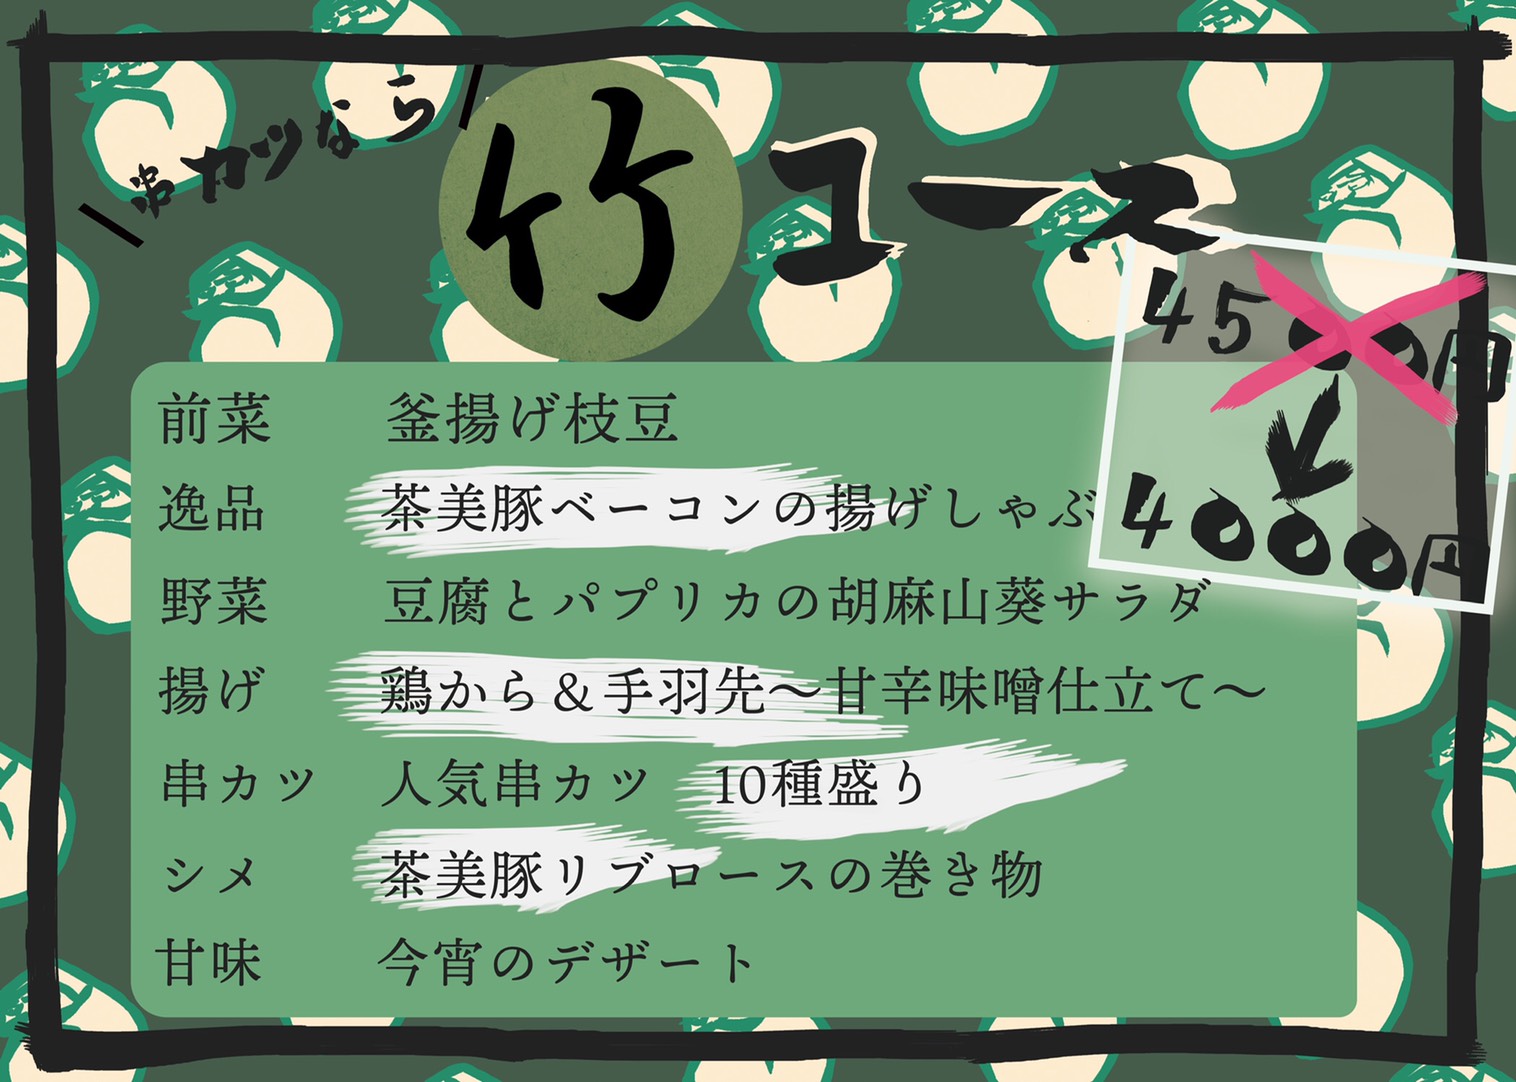 串カツなら
竹コース
4500円
4000円
前菜 釜揚げ枝豆
逸品 茶美豚ベーコンの揚げしゃぶ
野菜 豆腐とパプリカの胡麻山葵サラダ
揚げ 鶏から＆手羽先〜甘辛味噌仕立て〜
串カツ 人気串カツ 10種盛り
シメ 茶美豚リブロースの巻き物
甘味 今宵のデザート